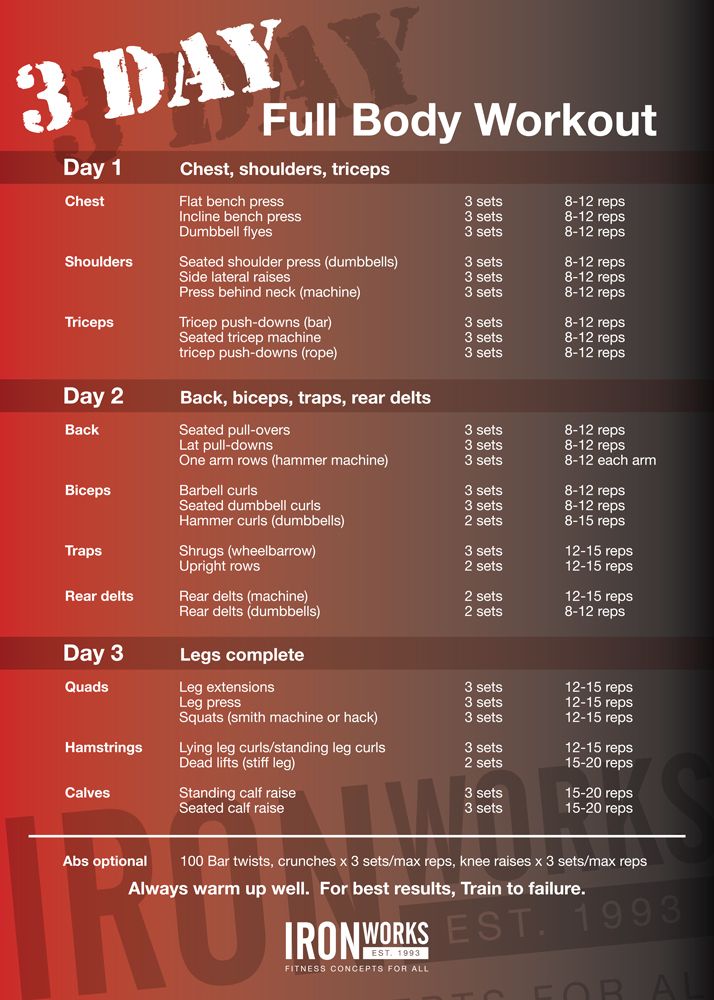 3 DAY
Full Body Workout
Day 1 Chest, shoulders, triceps
Chest Flat bench press 3 sets 8-12 reps
Incline bench press 3 sets 8-12 reps
Dumbbell flyes 3 sets 8-12 reps
Shoulders Seated shoulder press (dumbbells) 3 sets 8-12 reps
Side lateral raises 3 sets 8-12 reps
Press behind neck (machine) 3 sets 8-12 reps
Triceps Tricep push-downs (bar) 3 sets 8-12 reps
Seated tricep machine 3 sets 8-12 reps
tricep push-downs (rope) 3 sets 8-12 reps
Day 2 Back, biceps, traps, rear delts
Back Seated pull-overs 3 sets 8-12 reps
Lat pull-downs 3 sets 8-12 reps
One arm rows (hammer machine) 3 sets 8-12 each arm
Biceps Barbell curls 3 sets 8-12 reps
Seated dumbbell curls 3 sets 8-12 reps
Hammer curls (dumbbells) 2 sets 8-15 reps
Traps Shrugs (wheelbarrow) 3 sets 12-15 reps
Upright rows 2 sets 12-15 reps
Rear delts Rear delts (machine) 2 sets 12-15 reps
Rear delts (dumbbells) 2 sets 8-12 reps
Day 3 Legs complete
Quads Leg extensions 3 sets 12-15 reps
Leg press 3 sets 12-15 reps
Squats (smith machine or hack) 3 sets 12-15 reps
Hamstrings Lying leg curls/standing leg curls 3 sets 12-15 reps
Dead lifts (stiff leg) 2 sets 15-20 reps
Calves Standing calf raise 3 sets 15-20 reps
Seated calf raise 3 sets 15-20 reps
Abs optional 100 Bar twists, crunches x 3 sets/max reps, knee raises x 3 sets/max reps
Always warm up well. For best results, Train to failure.
IRONWORKS
EST. 1993
FITNESS CONCEPTS FOR ALL
3 DAY
IRONWORKS
EST. 1993
FOR ALL